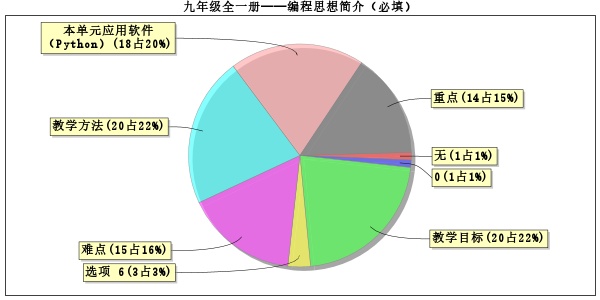 九年级全一册——编程思想简介（必填）
本单元应用软件
（Python）(18占20%)
重点(14占15%)
教学方法(20占22%)
无(1占1%)
0(1占1%)
教学目标(20占22%)
难点(15占16%)
选项 6(3占3%)